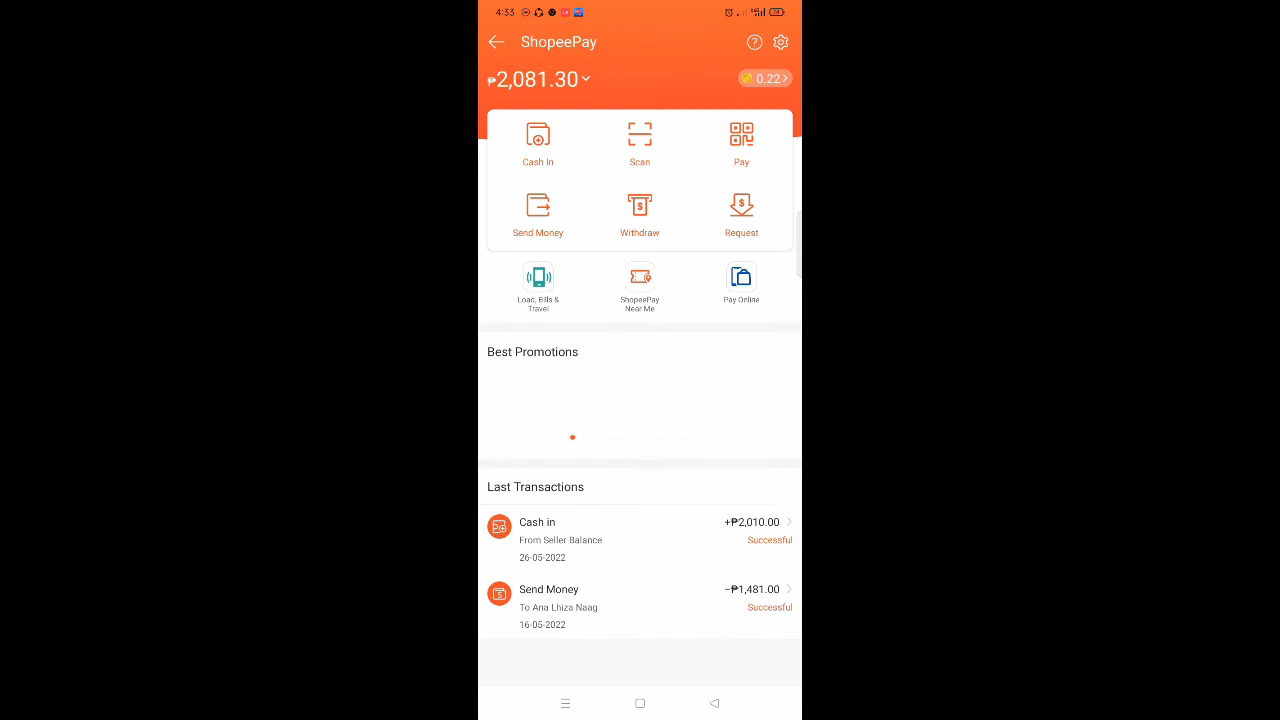 4:33
74
ShopeePay
₱2,081.30
0.22
Cash In
Scan
Pay
Send Money
Withdraw
Request
Load, Bills &
Travel
ShopeePay
Near Me
Pay Online
Best Promotions
Last Transactions
Cash in
+₱2,010.00
From Seller Balance
Successful
26-05-2022
Send Money
-₱1,481.00
To Ana Lhiza Naag
Successful
16-05-2022